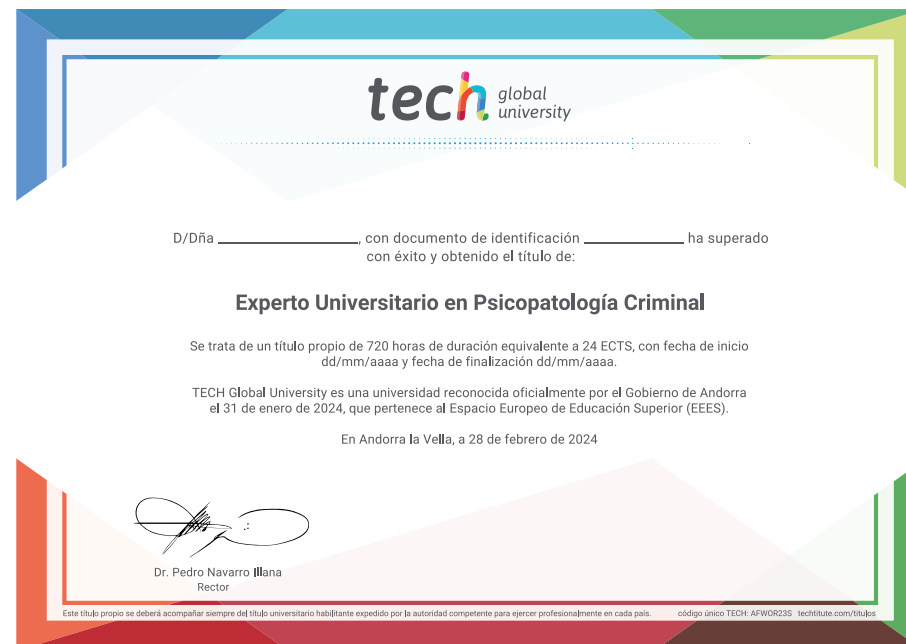 tech global university
D/Dña ____________, con documento de identificación ____________ ha superado
con éxito y obtenido el título de:
Experto Universitario en Psicopatología Criminal
Se trata de un título propio de 720 horas de duración equivalente a 24 ECTS, con fecha de inicio
dd/mm/aaaa y fecha de finalización dd/mm/aaaa.
TECH Global University es una universidad reconocida oficialmente por el Gobierno de Andorra
el 31 de enero de 2024, que pertenece al Espacio Europeo de Educación Superior (EEES).
En Andorra la Vella, a 28 de febrero de 2024
Dr. Pedro Navarro Illana
Rector
Este título propio se deberá acompañar siempre del título universitario habilitante expedido por la autoridad competente para ejercer profesionalmente en cada país. código único TECH: AFWOR23S techtitute.com/titulos